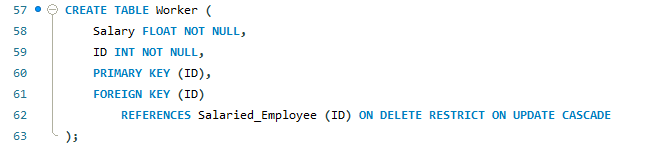 57 CREATE TABLE Worker (
58 Salary FLOAT NOT NULL,
59 ID INT NOT NULL,
60 PRIMARY KEY (ID),
61 FOREIGN KEY (ID)
62 REFERENCES Salaried_Employee (ID) ON DELETE RESTRICT ON UPDATE CASCADE
63 );